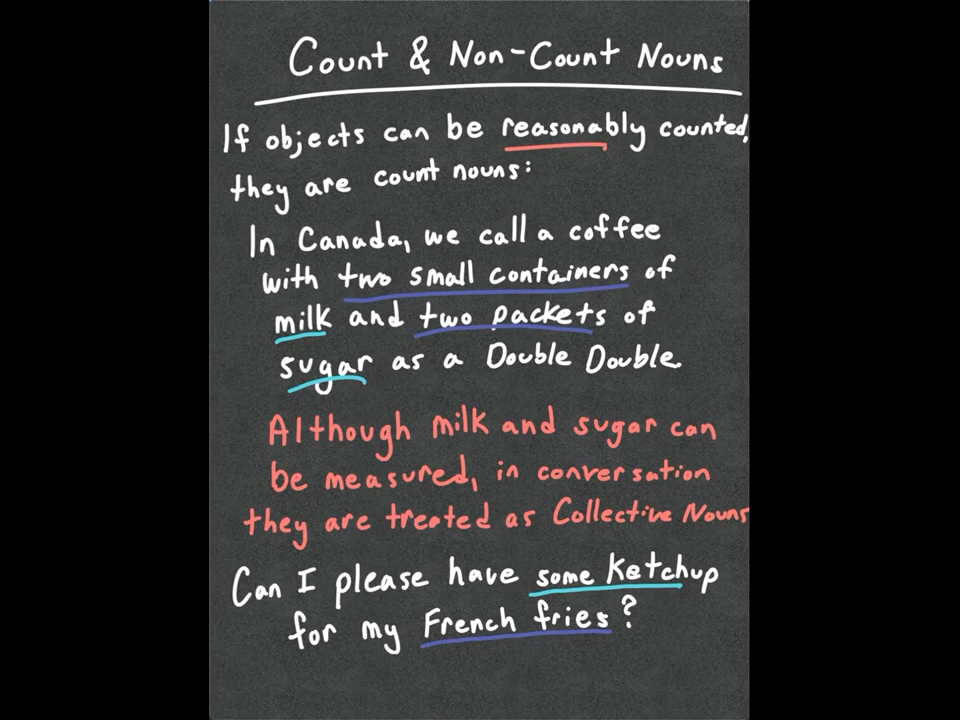 Count & Non-Count Nouns
If objects can be reasonably counted,
they are count nouns:
In Canada, we call a coffee
with two small containers of
milk and two packets of
sugar as a Double Double.
Although milk and sugar can
be measured, in conversation
they are treated as Collective Nouns
Can I please have some Ketchup
for my French fries?